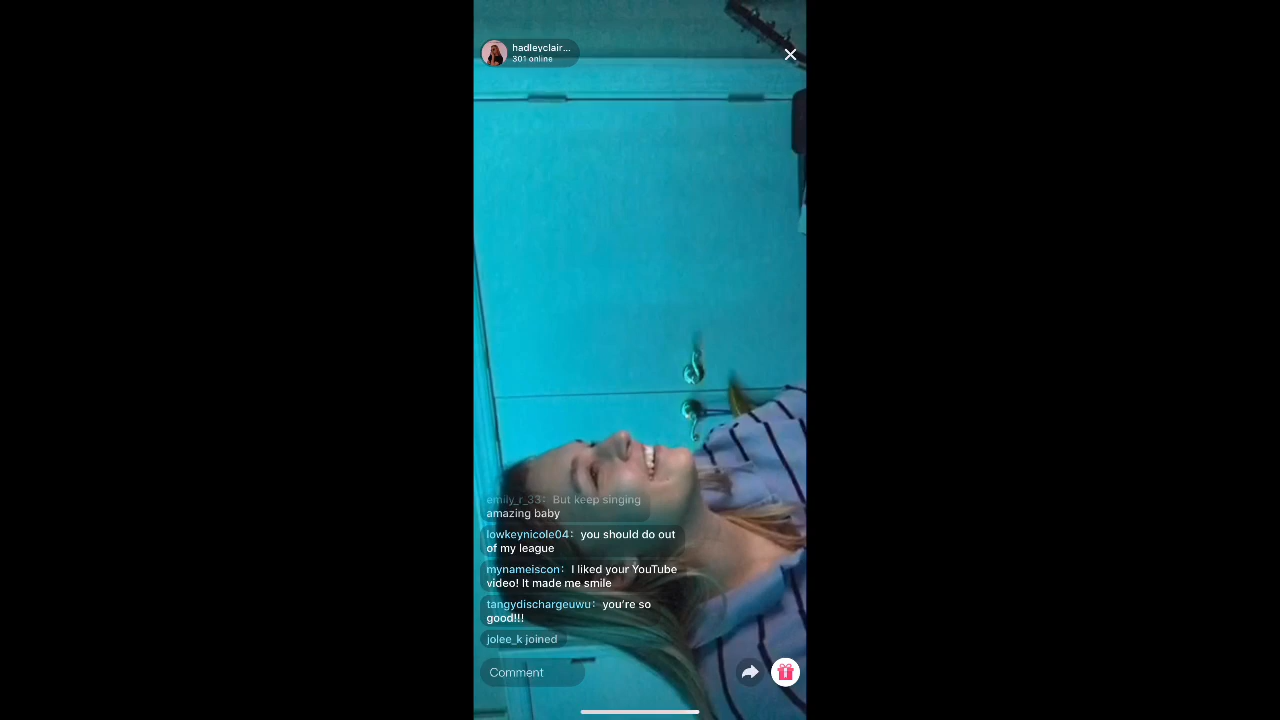 hadleyclair...
301 online
emily_r_33: But keep singing
amazing baby
lowkeynicole04: you should do out
of my league
mynameiscon: I liked your YouTube
video! It made me smile
tangydischargeuwu: you’re so
good!!!
jolee_k joined
Comment